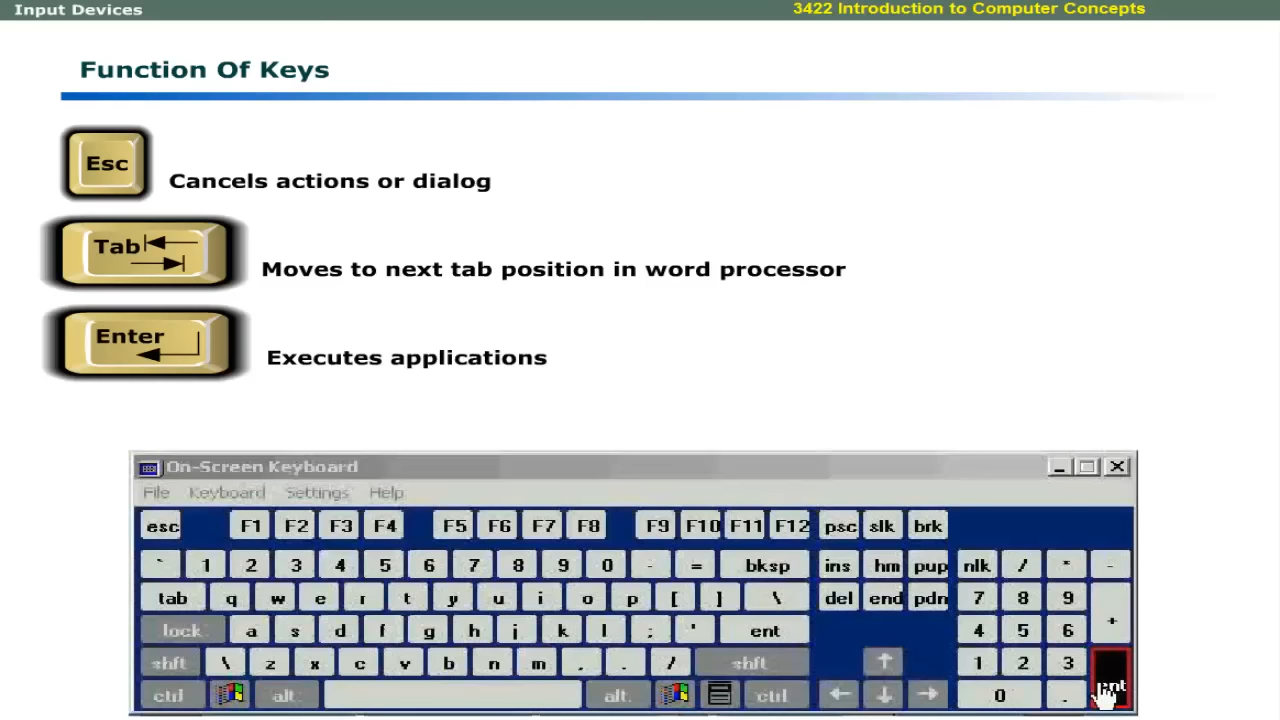 Input Devices
3422 Introduction to Computer Concepts
Function Of Keys
Esc
Cancels actions or dialog
Tab
Moves to next tab position in word processor
Enter
Executes applications
On-Screen Keyboard
File Keyboard Settings Help
esc F1 F2 F3 F4 F5 F6 F7 F8 F9 F10 F11 F12 psc slk brk
` 1 2 3 4 5 6 7 8 9 0 - = bksp ins hm pup nlk / * -
tab q w e r t y u i o p [ ] \ del end pdn 7 8 9
lock a s d f g h j k l ; ' ent 4 5 6 +
shft \ z x c v b n m , . / shft 1 2 3 ent
ctrl alt alt ctrl 0 .